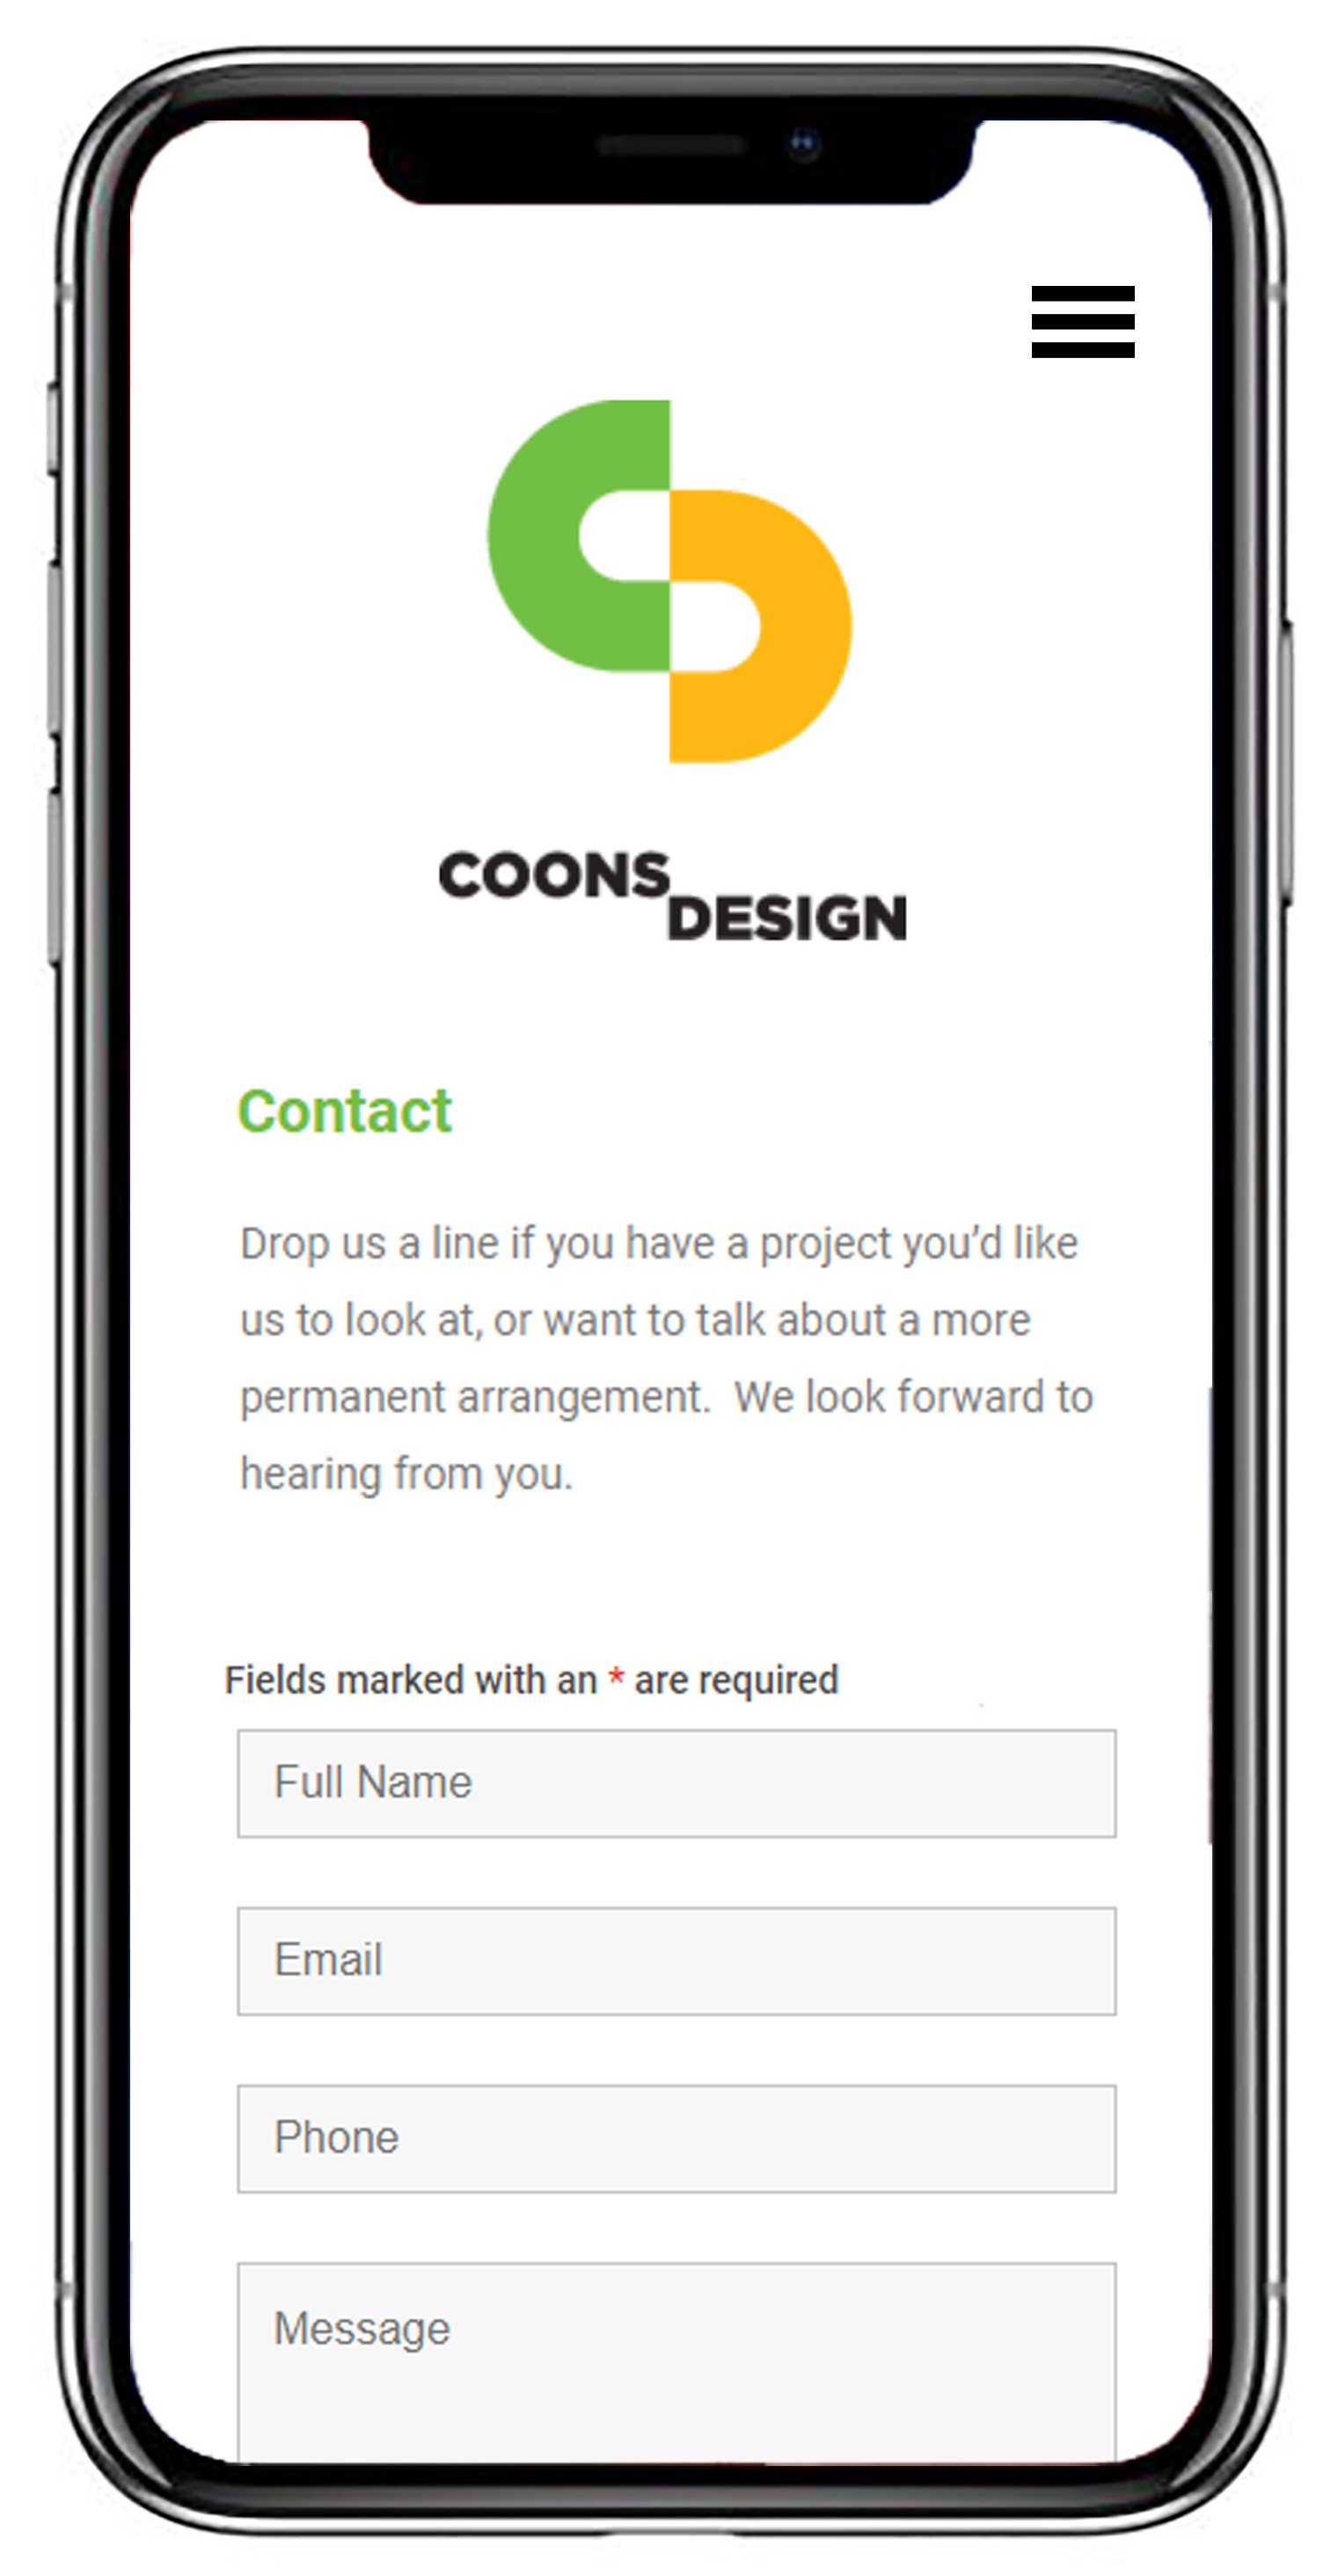 COONS
DESIGN
Contact
Drop us a line if you have a project you’d like
us to look at, or want to talk about a more
permanent arrangement.  We look forward to
hearing from you.
Fields marked with an * are required
Full Name
Email
Phone
Message